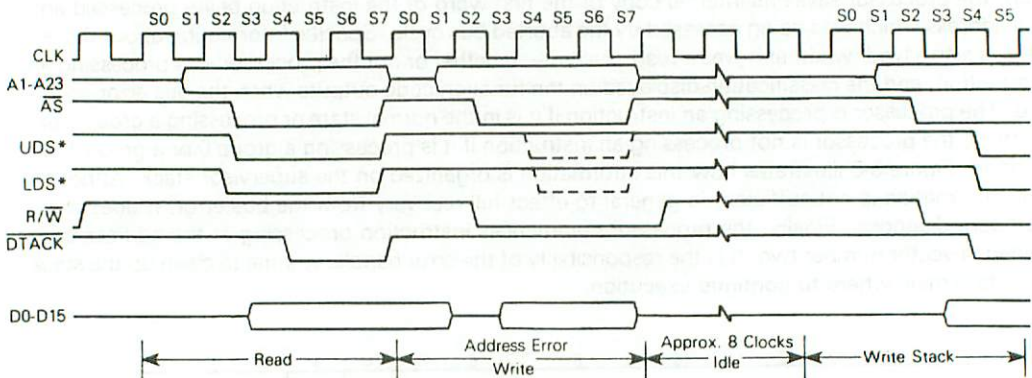 S0 S1 S2 S3 S4 S5 S6 S7 S0 S1 S2 S3 S4 S5 S6 S7 S0 S1 S2 S3 S4 S5
CLK
A1-A23
AS
UDS*
LDS*
R/W
DTACK
D0-D15
Read
Address Error
Write
Approx. 8 Clocks
Idle
Write Stack